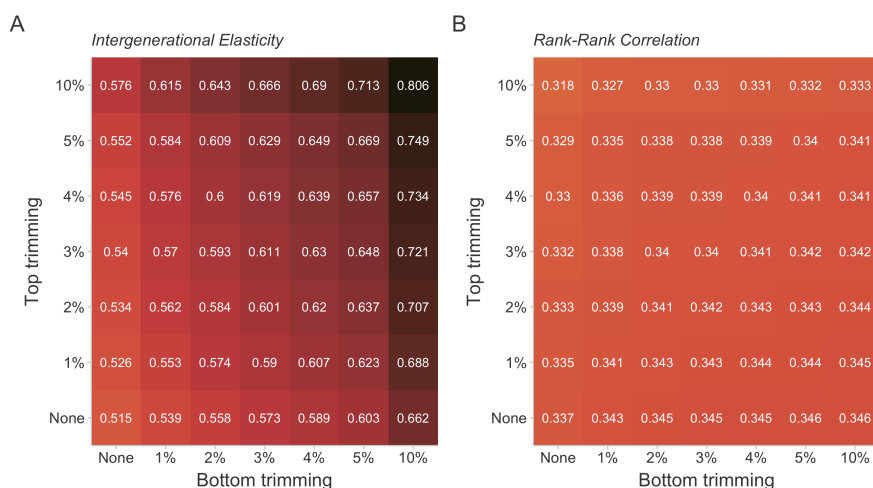 A
Intergenerational Elasticity
10% 0.576 0.615 0.643 0.666 0.69 0.713 0.806
5% 0.552 0.584 0.609 0.629 0.649 0.669 0.749
4% 0.545 0.576 0.6 0.619 0.639 0.657 0.734
3% 0.54 0.57 0.593 0.611 0.63 0.648 0.721
2% 0.534 0.562 0.584 0.601 0.62 0.637 0.707
1% 0.526 0.553 0.574 0.59 0.607 0.623 0.688
None 0.515 0.539 0.558 0.573 0.589 0.603 0.662
None 1% 2% 3% 4% 5% 10%
Top trimming
Bottom trimming
B
Rank-Rank Correlation
10% 0.318 0.327 0.33 0.33 0.331 0.332 0.333
5% 0.329 0.335 0.338 0.338 0.339 0.34 0.341
4% 0.33 0.336 0.339 0.339 0.34 0.341 0.341
3% 0.332 0.338 0.34 0.34 0.341 0.342 0.342
2% 0.333 0.339 0.341 0.342 0.343 0.343 0.344
1% 0.335 0.341 0.343 0.343 0.344 0.344 0.345
None 0.337 0.343 0.345 0.345 0.345 0.346 0.346
None 1% 2% 3% 4% 5% 10%
Top trimming
Bottom trimming